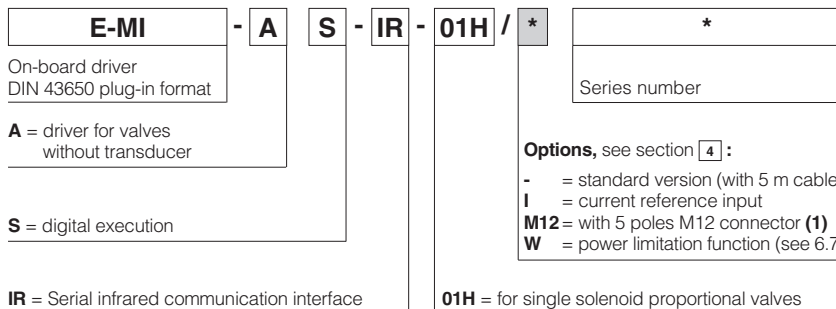 E-MI - A S - IR - 01H / * *
On-board driver
DIN 43650 plug-in format
Series number
A = driver for valves
without transducer
Options, see section 4 :
- = standard version (with 5 m cable
I = current reference input
M12 = with 5 poles M12 connector (1)
W = power limitation function (see 6.7
S = digital execution
IR = Serial infrared communication interface
01H = for single solenoid proportional valves